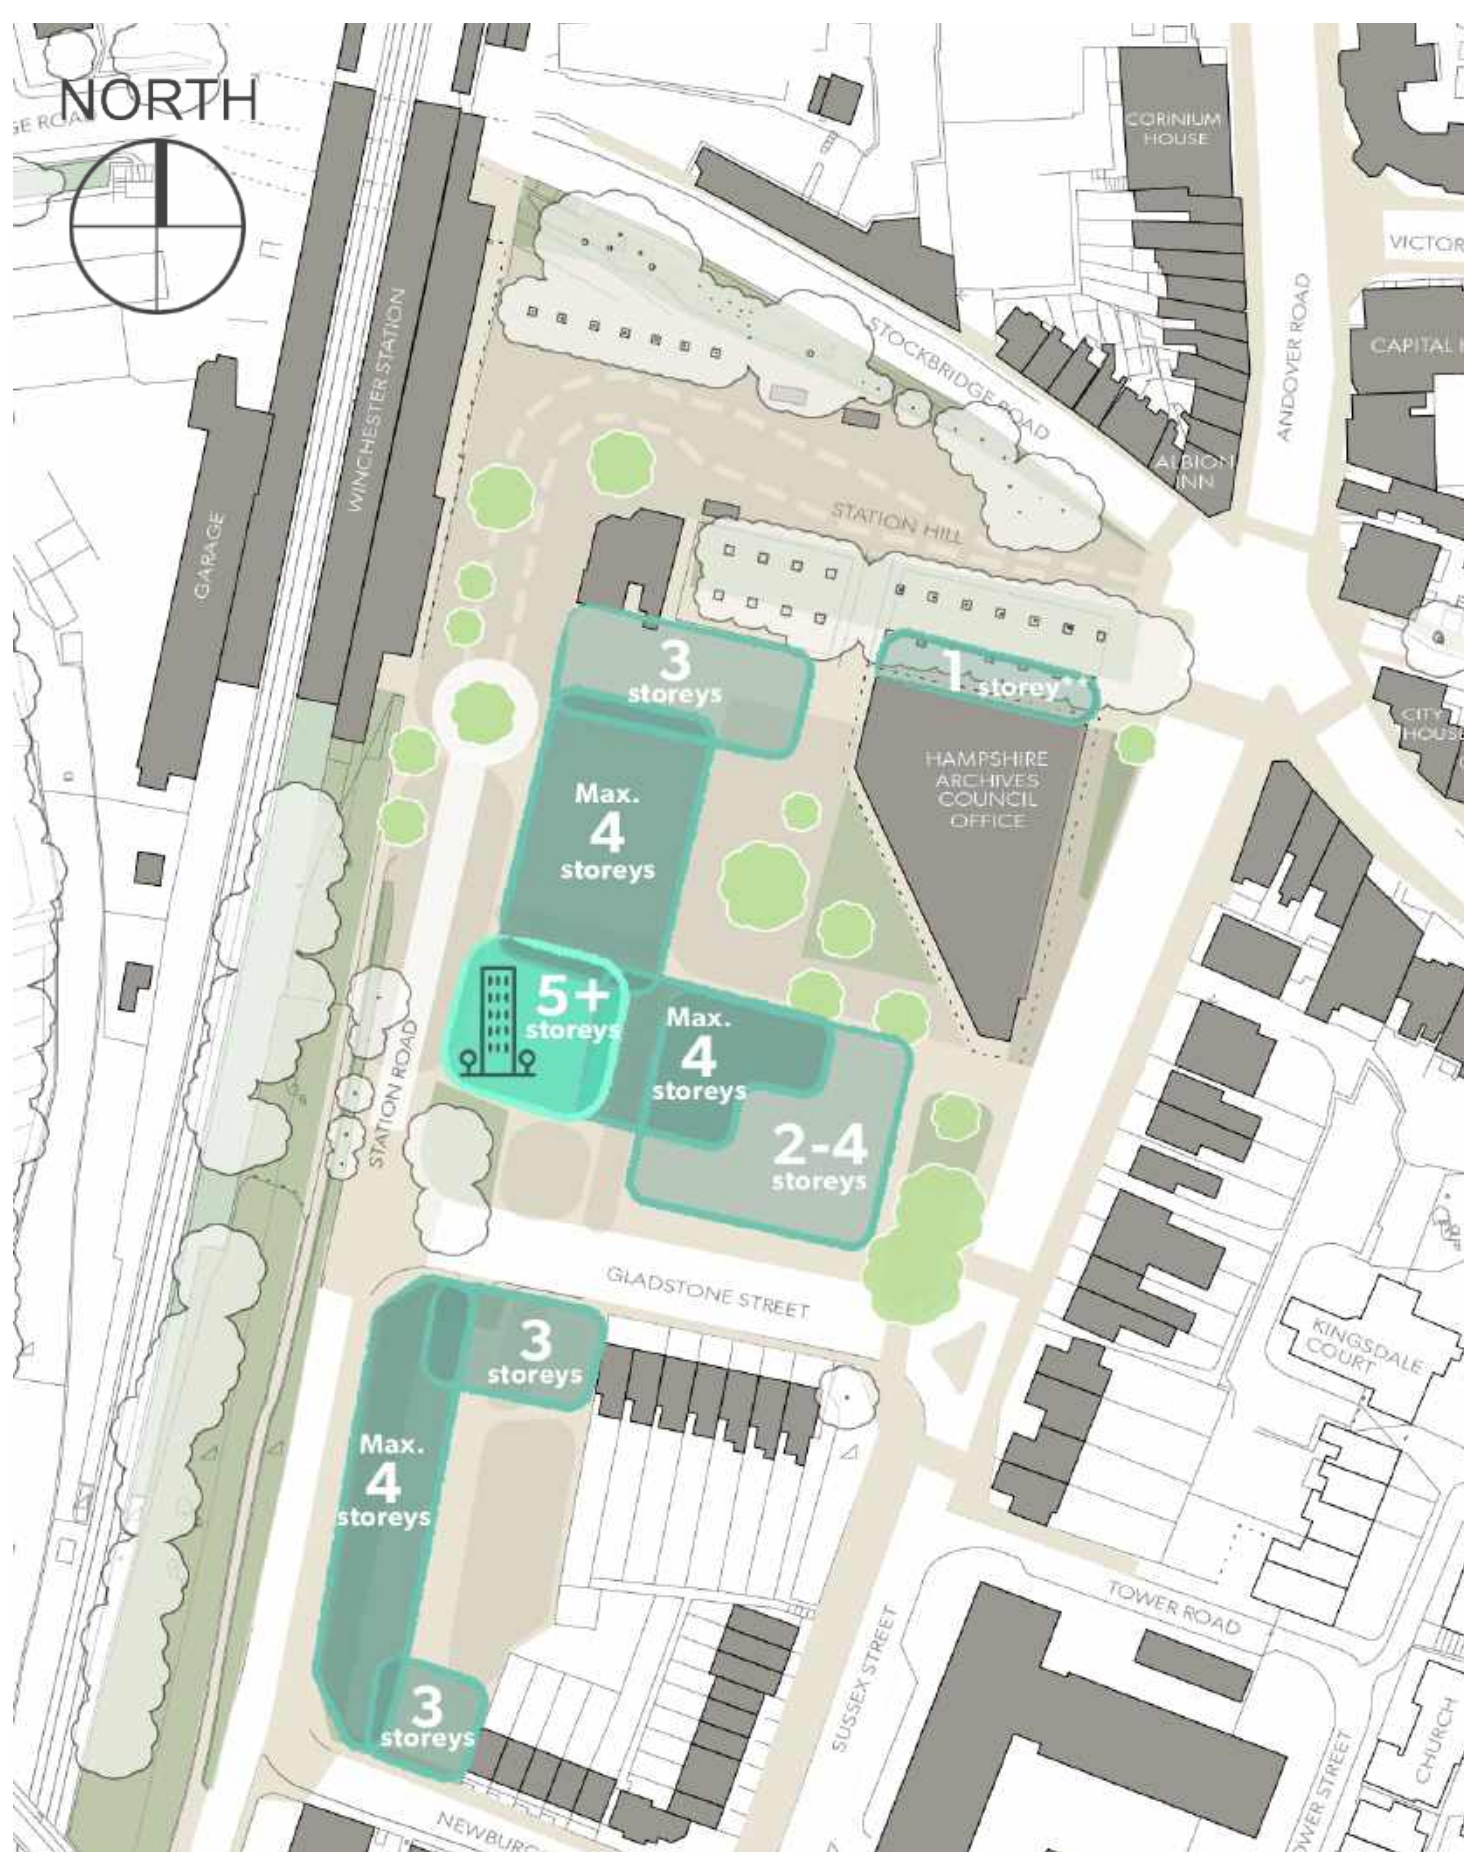 NORTH
GE ROAD
CORINIUM
HOUSE
VICTOR
ANDOVER ROAD
CAPITAL
WINCHESTER STATION
STOCKBRIDGE ROAD
ALBION
INN
GARAGE
STATION HILL
3
storeys
1 storey**
CITY
HOUSE
HAMPSHIRE
ARCHIVES
COUNCIL
OFFICE
Max.
4
storeys
5+
storeys
Max.
4
storeys
STATION ROAD
2-4
storeys
GLADSTONE STREET
KINGSDALE
COURT
3
storeys
Max.
4
storeys
TOWER ROAD
SUSSEX STREET
3
storeys
CHURCH
OWER STREET
NEWBURG